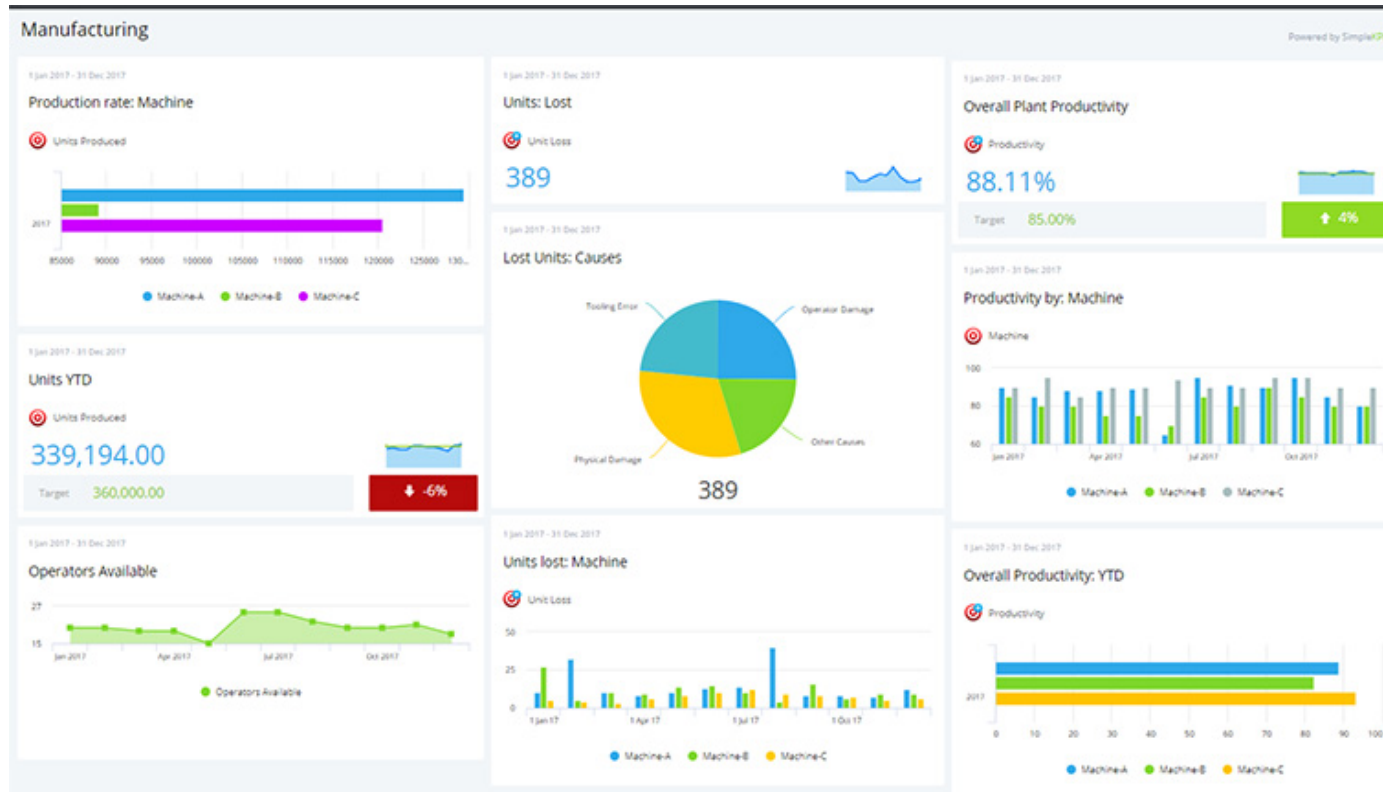 Manufacturing
Powered by SimpleKP
1 Jan 2017 - 31 Dec 2017
Production rate: Machine
Units Produced
2017
85000 90000 95000 100000 105000 110000 115000 120000 125000 130...
Machine-A Machine-B Machine-C
1 Jan 2017 - 31 Dec 2017
Units YTD
Units Produced
339,194.00
Target 360,000.00
-6%
1 Jan 2017 - 31 Dec 2017
Operators Available
27
15
Jan 2017 Apr 2017 Jul 2017 Oct 2017
Operators Available
1 Jan 2017 - 31 Dec 2017
Units: Lost
Unit Loss
389
1 Jan 2017 - 31 Dec 2017
Lost Units: Causes
Tooling Error
Operator Damage
Other Causes
Physical Damage
389
1 Jan 2017 - 31 Dec 2017
Units lost: Machine
Unit Loss
50
25
0
1 Jan 17 1 Apr 17 1 Jul 17 1 Oct 17
Machine-A Machine-B Machine-C
1 Jan 2017 - 31 Dec 2017
Overall Plant Productivity
Productivity
88.11%
Target 85.00%
4%
1 Jan 2017 - 31 Dec 2017
Productivity by: Machine
Machine
100
80
60
Jan 2017 Apr 2017 Jul 2017 Oct 2017
Machine-A Machine-B Machine-C
1 Jan 2017 - 31 Dec 2017
Overall Productivity: YTD
Productivity
2017
0 10 20 30 40 50 60 70 80 90 100
Machine-A Machine-B Machine-C